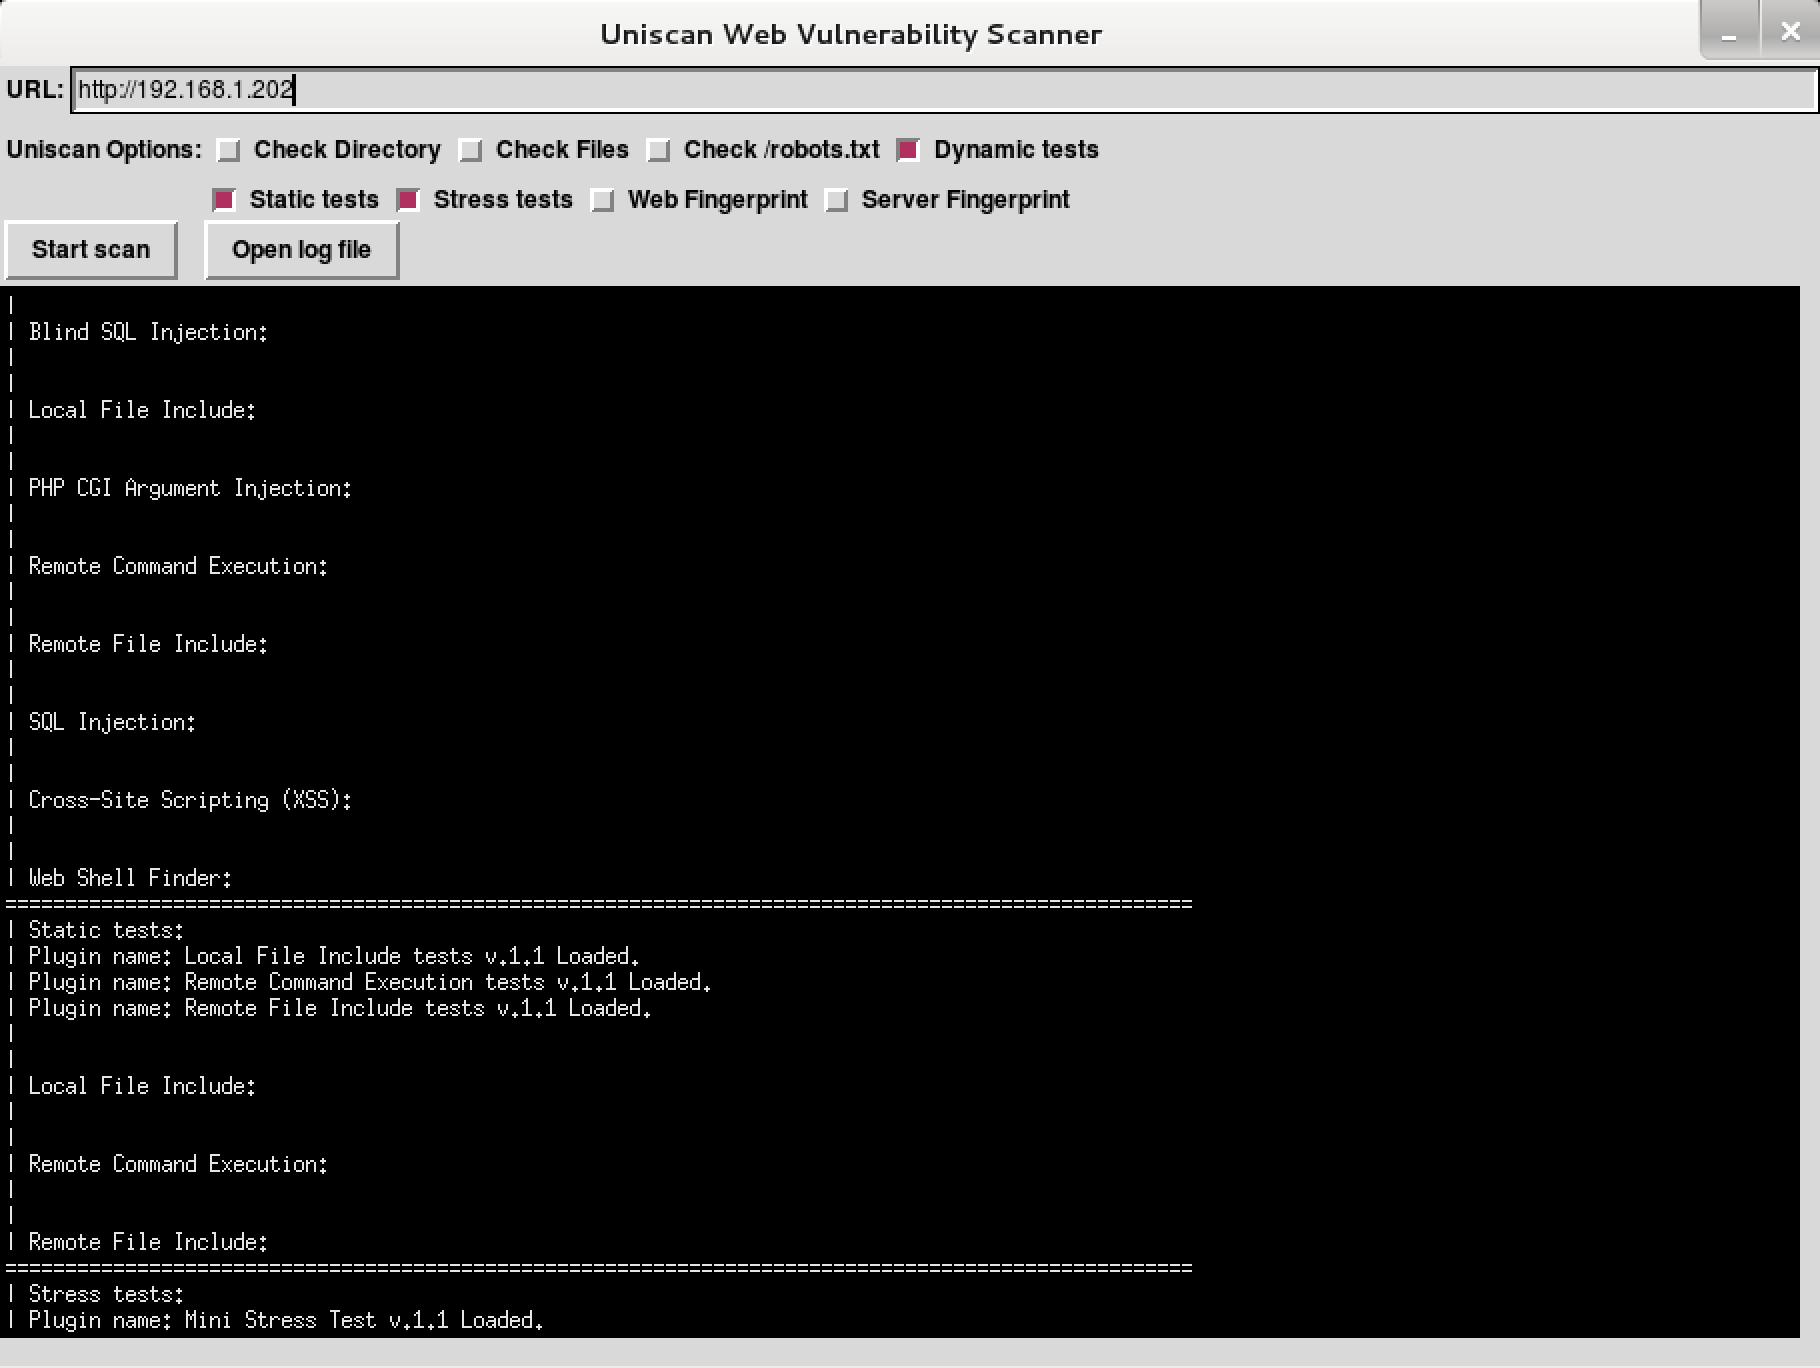 Uniscan Web Vulnerability Scanner
URL: http://192.168.1.202
Uniscan Options: Check Directory Check Files Check /robots.txt Dynamic tests
Static tests Stress tests Web Fingerprint Server Fingerprint
Start scan Open log file
|
| Blind SQL Injection:
|
|
| Local File Include:
|
|
| PHP CGI Argument Injection:
|
|
| Remote Command Execution:
|
|
| Remote File Include:
|
|
| SQL Injection:
|
|
| Cross-Site Scripting (XSS):
|
|
| Web Shell Finder:
===================================================================================================
| Static tests:
| Plugin name: Local File Include tests v.1.1 Loaded.
| Plugin name: Remote Command Execution tests v.1.1 Loaded.
| Plugin name: Remote File Include tests v.1.1 Loaded.
|
|
| Local File Include:
|
|
| Remote Command Execution:
|
|
| Remote File Include:
===================================================================================================
| Stress tests:
| Plugin name: Mini Stress Test v.1.1 Loaded.